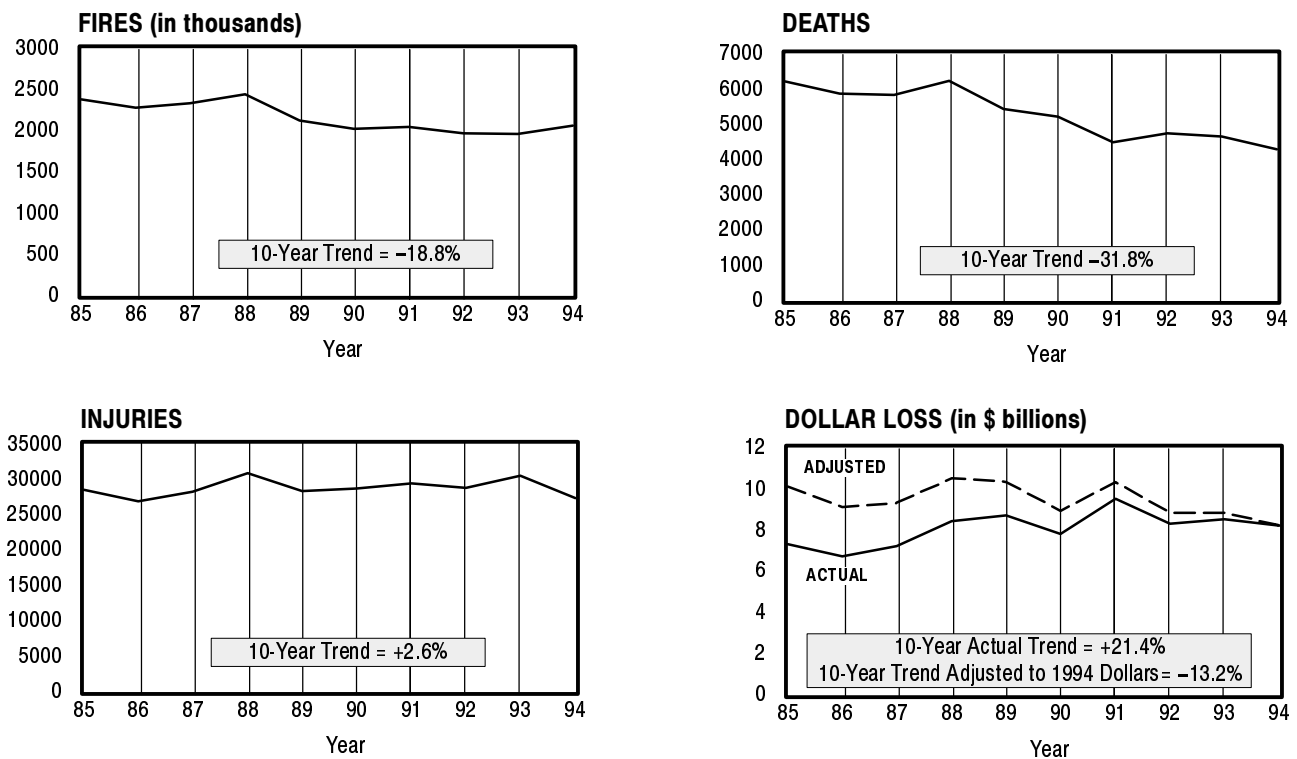 FIRES (in thousands)
3000
2500
2000
1500
1000
500
0
10-Year Trend = –18.8%
85 86 87 88 89 90 91 92 93 94
Year
DEATHS
7000
6000
5000
4000
3000
2000
1000
0
10-Year Trend –31.8%
85 86 87 88 89 90 91 92 93 94
Year
INJURIES
35000
30000
25000
20000
15000
10000
5000
0
10-Year Trend = +2.6%
85 86 87 88 89 90 91 92 93 94
Year
DOLLAR LOSS (in $ billions)
12
10
8
6
4
2
0
ADJUSTED
ACTUAL
10-Year Actual Trend = +21.4%
10-Year Trend Adjusted to 1994 Dollars= –13.2%
85 86 87 88 89 90 91 92 93 94
Year